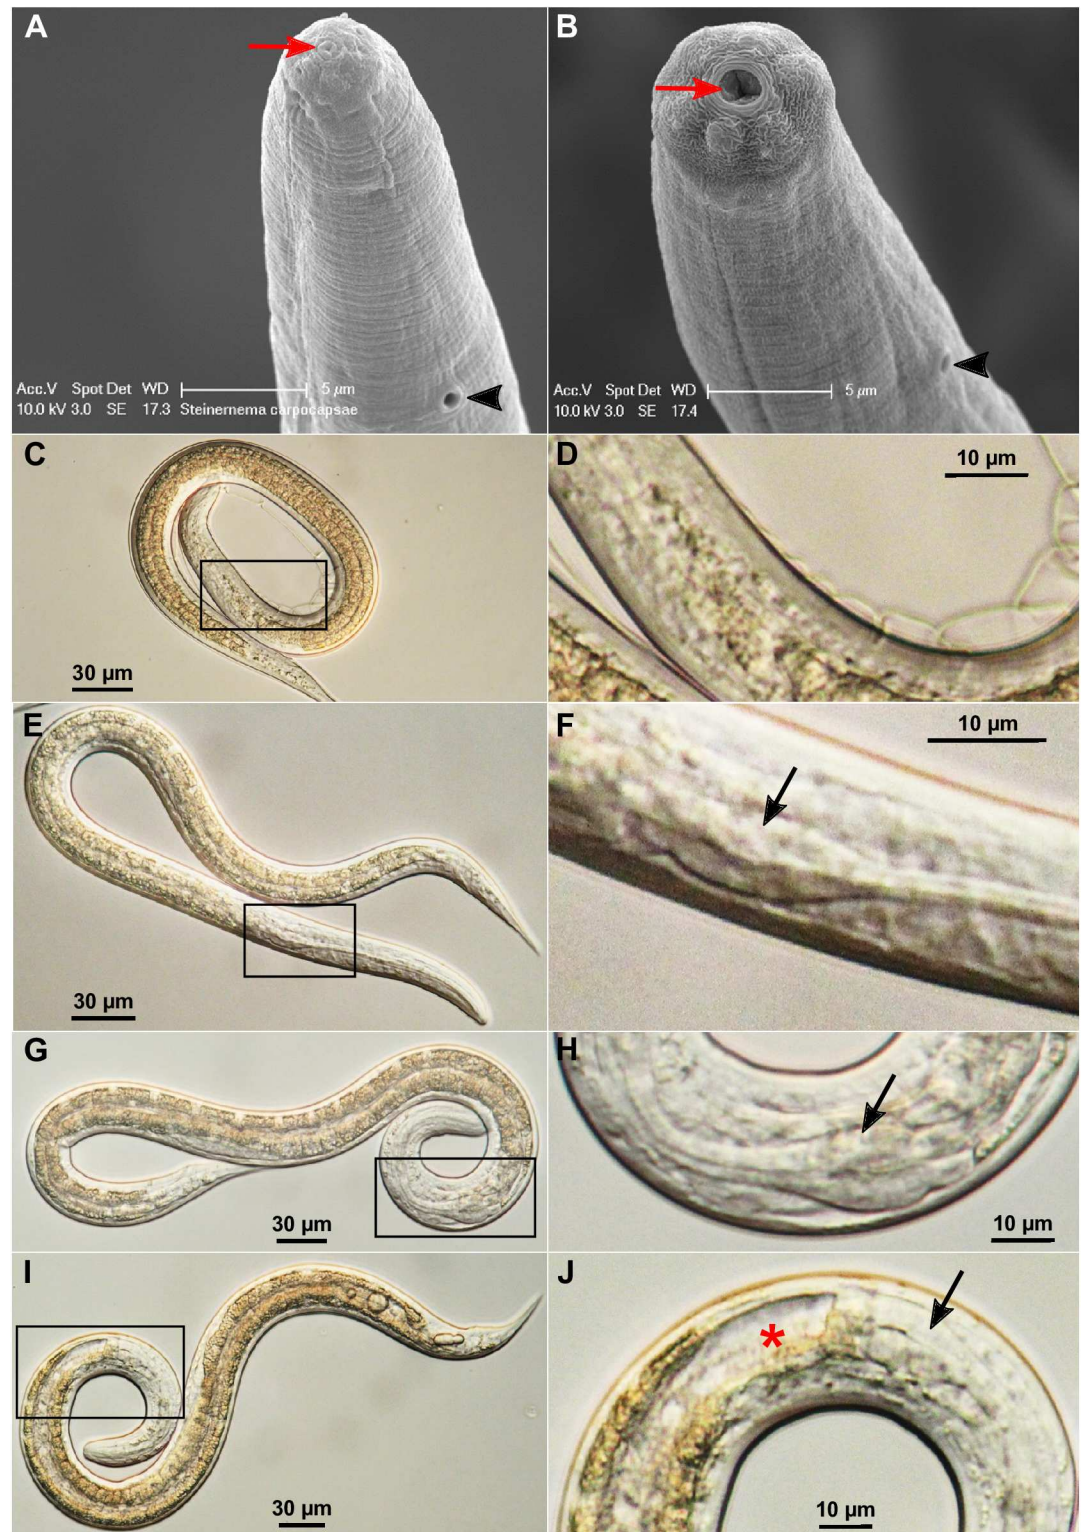 A
B
Acc.V Spot Det WD 5 µm
10.0 kV 3.0 SE 17.3 Steinernema carpocapsae
Acc.V Spot Det WD 5 µm
10.0 kV 3.0 SE 17.4
C
D
10 µm
30 µm
E
F
10 µm
30 µm
G
H
30 µm
10 µm
I
J
*
30 µm
10 µm